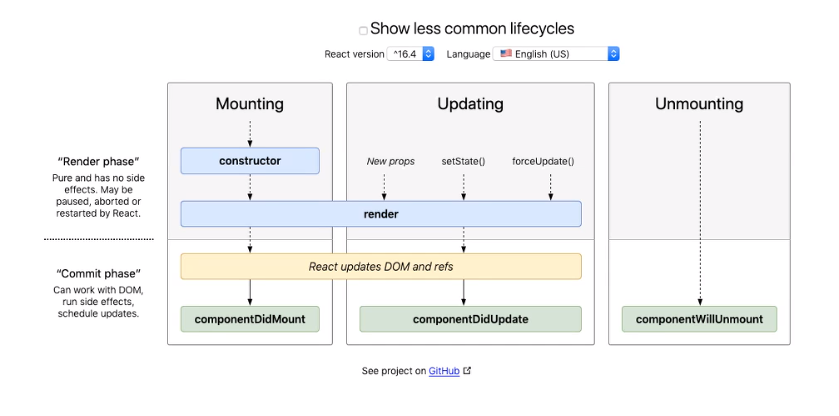 Show less common lifecycles
React version ^16.4 Language 🇺🇸 English (US)
Mounting
Updating
Unmounting
“Render phase”
Pure and has no side
effects. May be
paused, aborted or
restarted by React.
constructor
New props
setState()
forceUpdate()
render
“Commit phase”
Can work with DOM,
run side effects,
schedule updates.
React updates DOM and refs
componentDidMount
componentDidUpdate
componentWillUnmount
See project on GitHub